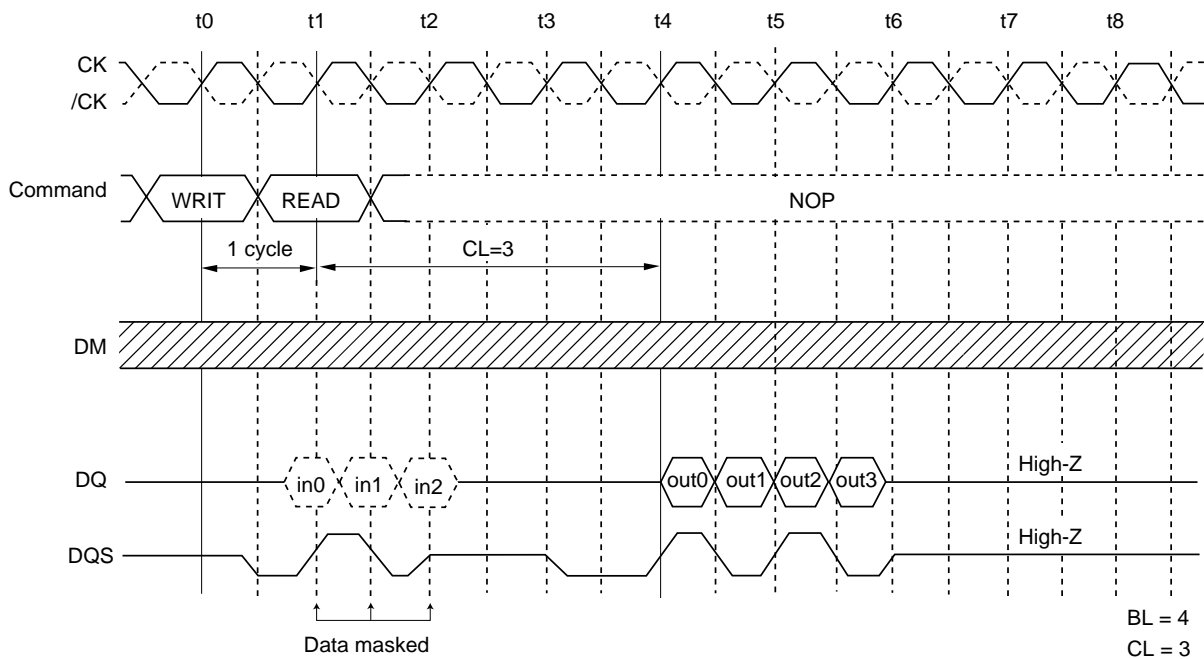 t0 t1 t2 t3 t4 t5 t6 t7 t8
CK
/CK
Command WRIT READ NOP
1 cycle CL=3
DM
DQ in0 in1 in2 out0 out1 out2 out3 High-Z
DQS High-Z
Data masked
BL = 4
CL = 3